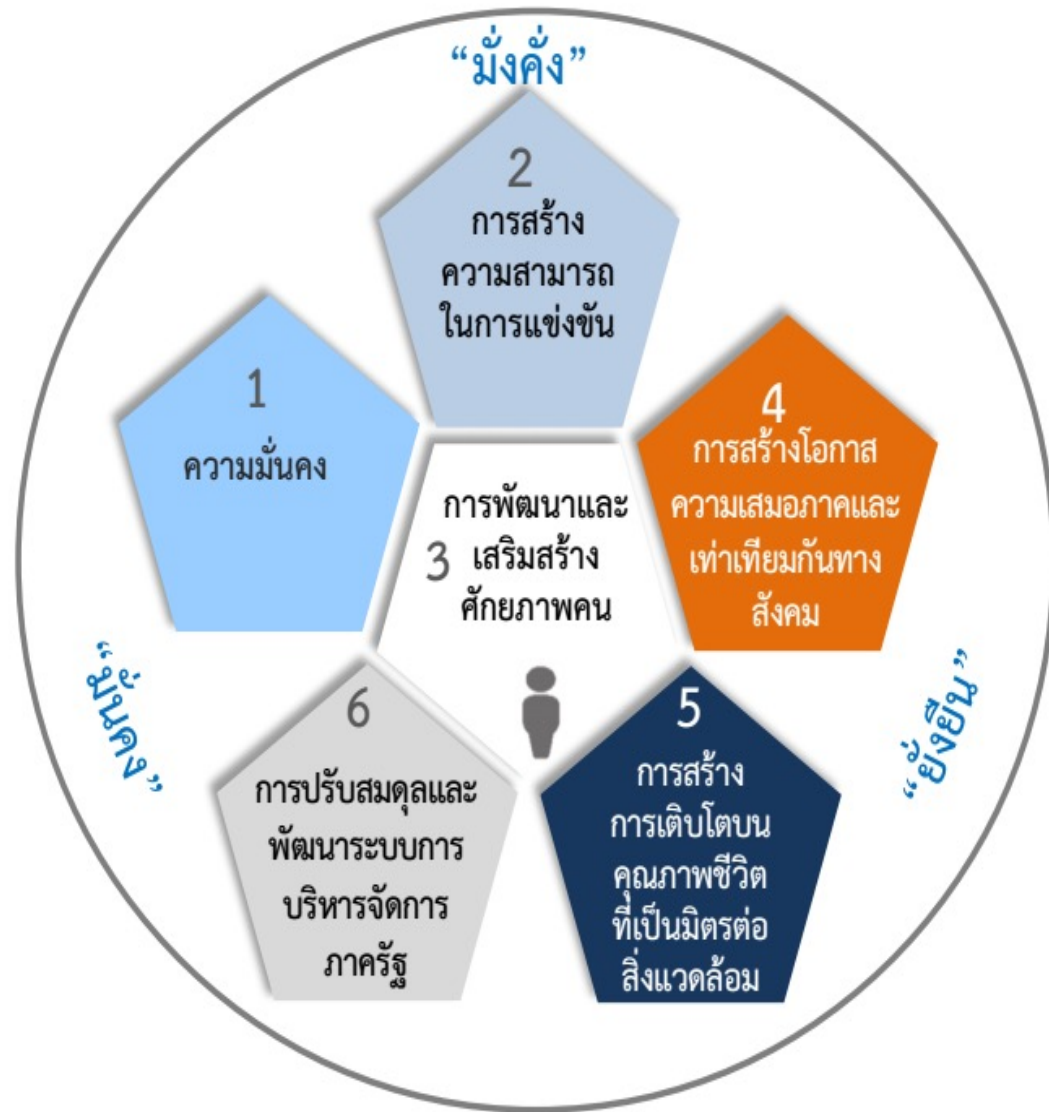 “มั่งคั่ง”
2
การสร้าง
ความสามารถ
ในการแข่งขัน
1
ความมั่นคง
4
การสร้างโอกาส
ความเสมอภาคและ
เท่าเทียมกันทาง
สังคม
3
การพัฒนาและ
เสริมสร้าง
ศักยภาพคน
“มั่นคง”
“ยั่งยืน”
6
การปรับสมดุลและ
พัฒนาระบบการ
บริหารจัดการ
ภาครัฐ
5
การสร้าง
การเติบโตบน
คุณภาพชีวิต
ที่เป็นมิตรต่อ
สิ่งแวดล้อม